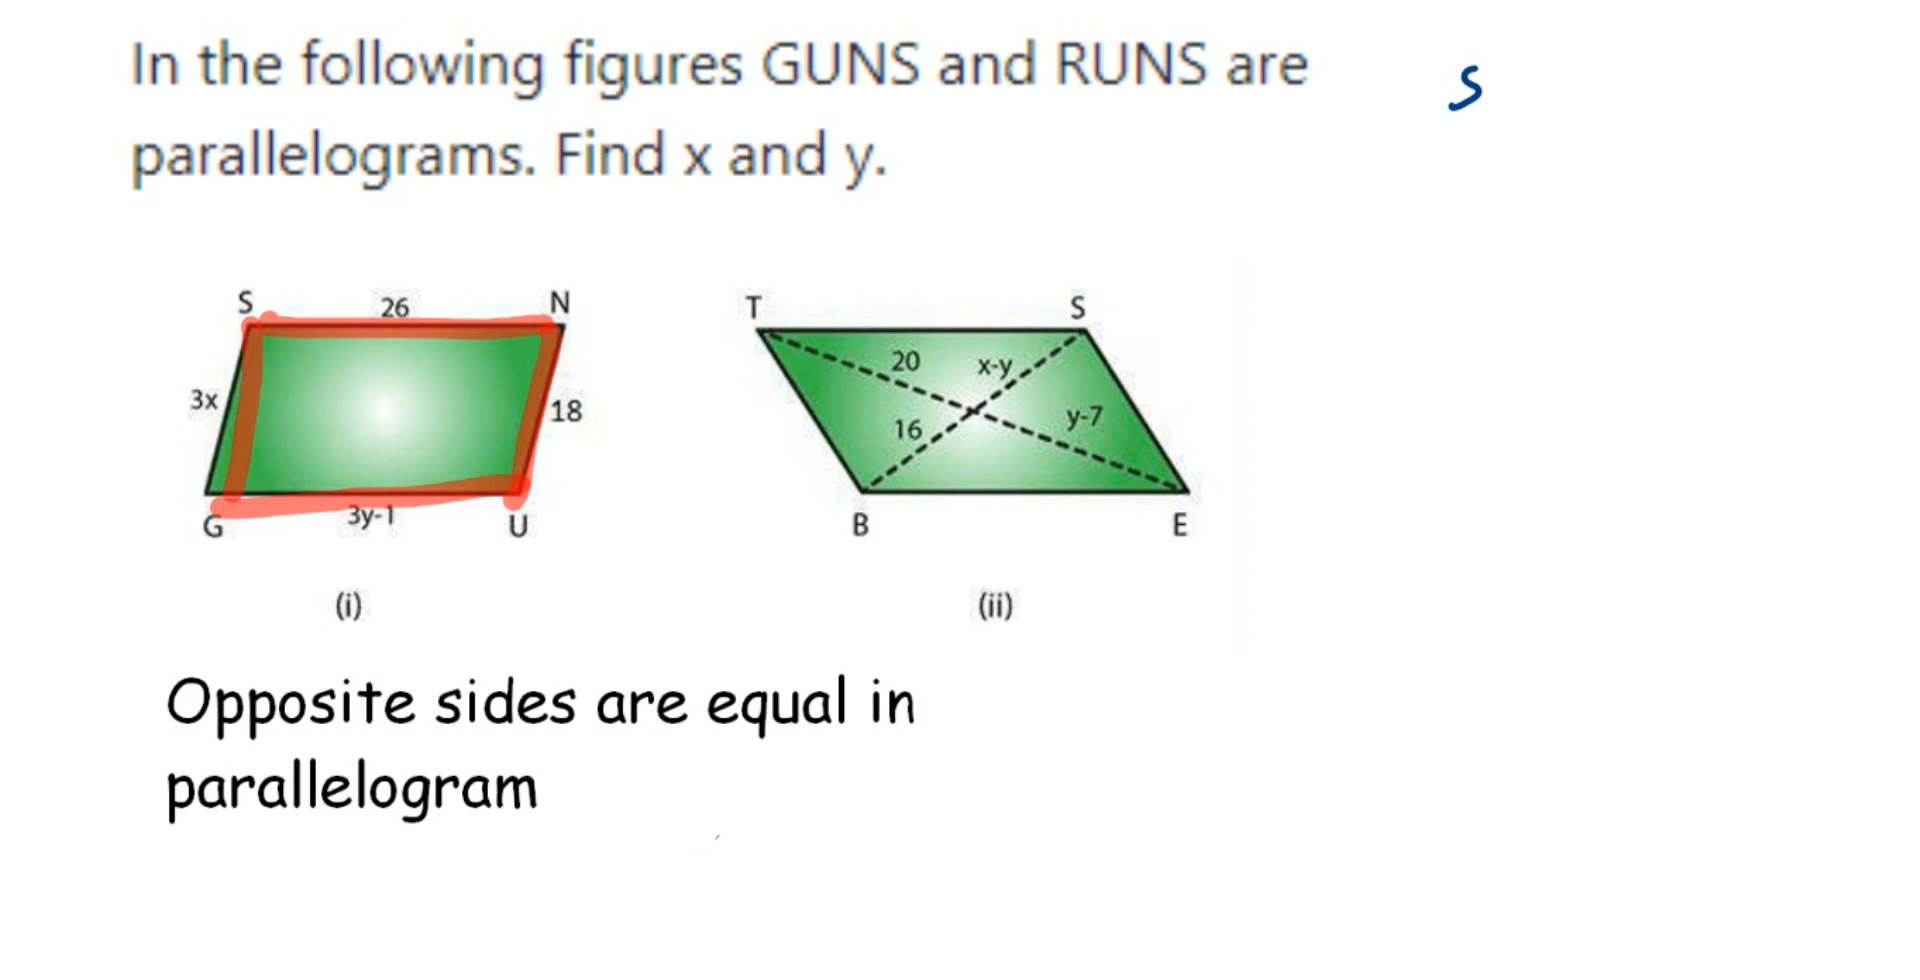 In the following figures GUNS and RUNS are
S
parallelograms. Find x and y.
S 26 N
3x
18
G 3y-1 U
(i)
T S
20 x-y
16 y-7
B E
(ii)
Opposite sides are equal in
parallelogram